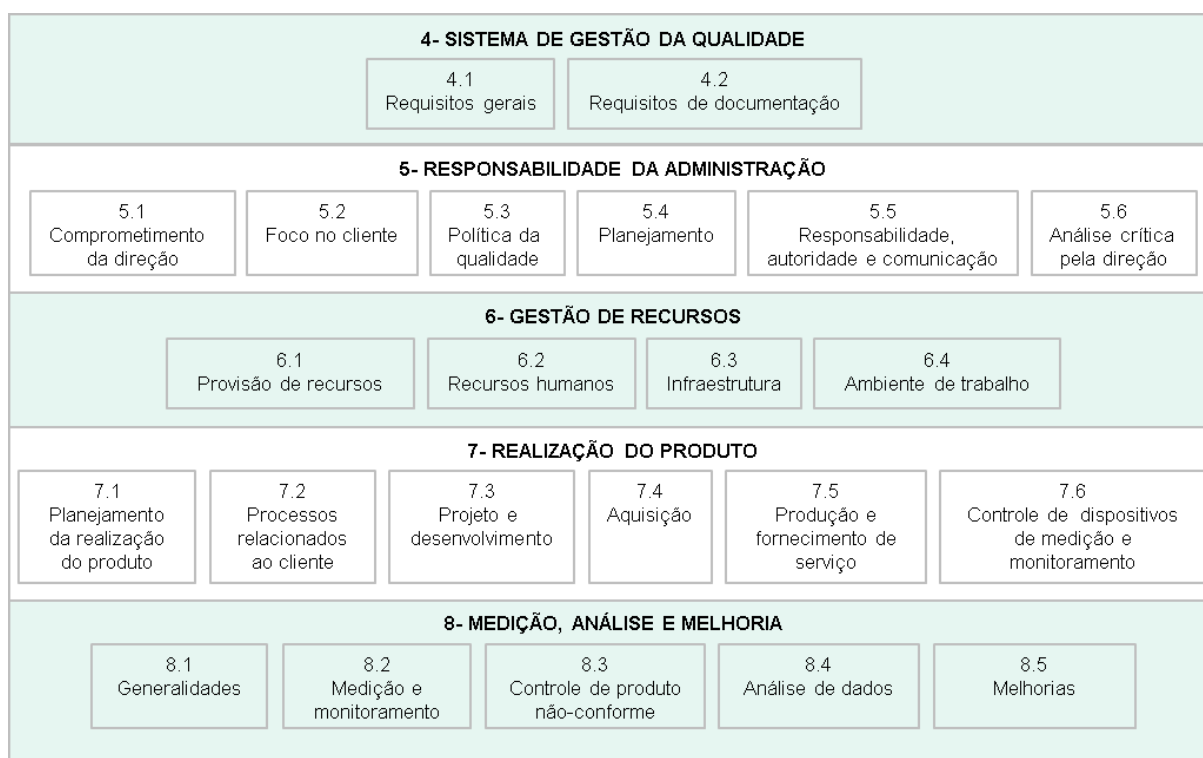 4- SISTEMA DE GESTÃO DA QUALIDADE
4.1
Requisitos gerais
4.2
Requisitos de documentação
5- RESPONSABILIDADE DA ADMINISTRAÇÃO
5.1
Comprometimento
da direção
5.2
Foco no cliente
5.3
Política da
qualidade
5.4
Planejamento
5.5
Responsabilidade,
autoridade e comunicação
5.6
Análise crítica
pela direção
6- GESTÃO DE RECURSOS
6.1
Provisão de recursos
6.2
Recursos humanos
6.3
Infraestrutura
6.4
Ambiente de trabalho
7- REALIZAÇÃO DO PRODUTO
7.1
Planejamento
da realização
do produto
7.2
Processos
relacionados
ao cliente
7.3
Projeto e
desenvolvimento
7.4
Aquisição
7.5
Produção e
fornecimento de
serviço
7.6
Controle de dispositivos
de medição e
monitoramento
8- MEDIÇÃO, ANÁLISE E MELHORIA
8.1
Generalidades
8.2
Medição e
monitoramento
8.3
Controle de produto
não-conforme
8.4
Análise de dados
8.5
Melhorias